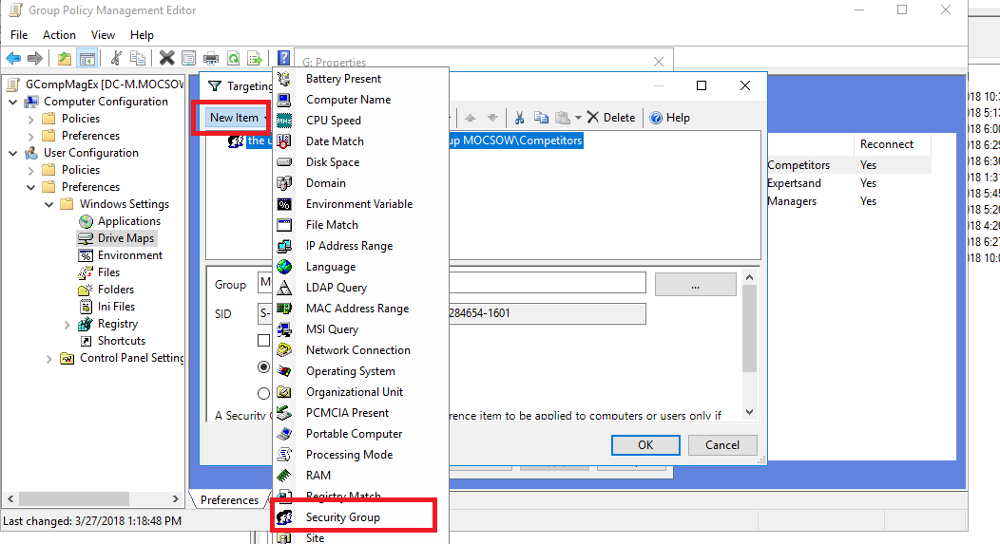 Group Policy Management Editor
File Action View Help
G: Properties
GCompMagEx [DC-M.MOCSOW
Computer Configuration
Policies
Preferences
User Configuration
Policies
Preferences
Windows Settings
Applications
Drive Maps
Environment
Files
Folders
Ini Files
Registry
Shortcuts
Control Panel Setting
Preferences
Last changed: 3/27/2018 1:18:48 PM
Targeting
New Item
Delete
Help
the u
up MOCSOW\Competitors
Group M
...
SID S-
284654-1601
A Security G
rence item to be applied to computers or users only if
OK Cancel
Battery Present
Computer Name
CPU Speed
Date Match
Disk Space
Domain
Environment Variable
File Match
IP Address Range
Language
LDAP Query
MAC Address Range
MSI Query
Network Connection
Operating System
Organizational Unit
PCMCIA Present
Portable Computer
Processing Mode
RAM
Registry Match
Security Group
Site
Reconnect
Competitors Yes
Expertsand Yes
Managers Yes
018 10:3
018 5:13
018 6:29
018 6:36
018 1:31
018 5:45
018 5:26
018 4:26
018 6:27
018 10:0